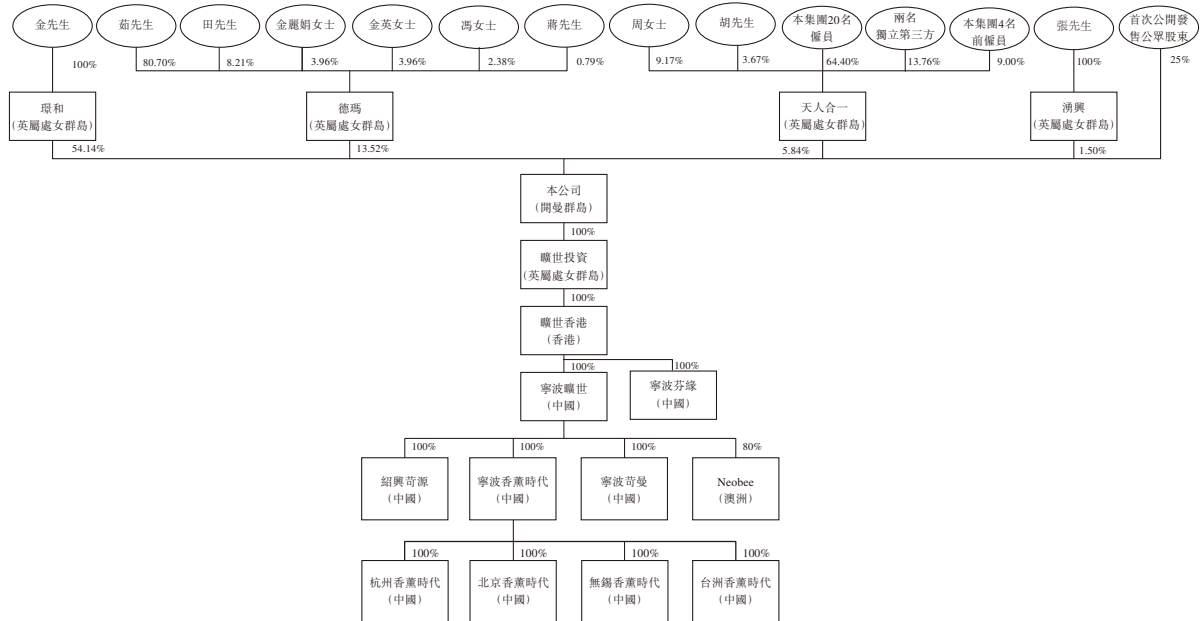 金先生
茹先生
田先生
金麗娟女士
金英女士
馮女士
蔣先生
周女士
胡先生
本集團20名
僱員
兩名
獨立第三方
本集團4名
前僱員
張先生
首次公開發
售公眾股東
100%
80.70%
8.21%
3.96%
3.96%
2.38%
0.79%
9.17%
3.67%
64.40%
13.76%
9.00%
100%
25%
環和
(英屬處女群島)
德瑪
(英屬處女群島)
天人合一
(英屬處女群島)
湧興
(英屬處女群島)
54.14%
13.52%
5.84%
1.50%
本公司
(開曼群島)
100%
曠世投資
(英屬處女群島)
100%
曠世香港
(香港)
100%
100%
寧波曠世
(中國)
寧波芬緣
(中國)
100%
100%
100%
80%
紹興苛源
(中國)
寧波香薰時代
(中國)
寧波苛曼
(中國)
Neobee
(澳洲)
100%
100%
100%
100%
杭州香薰時代
(中國)
北京香薰時代
(中國)
無錫香薰時代
(中國)
台洲香薰時代
(中國)